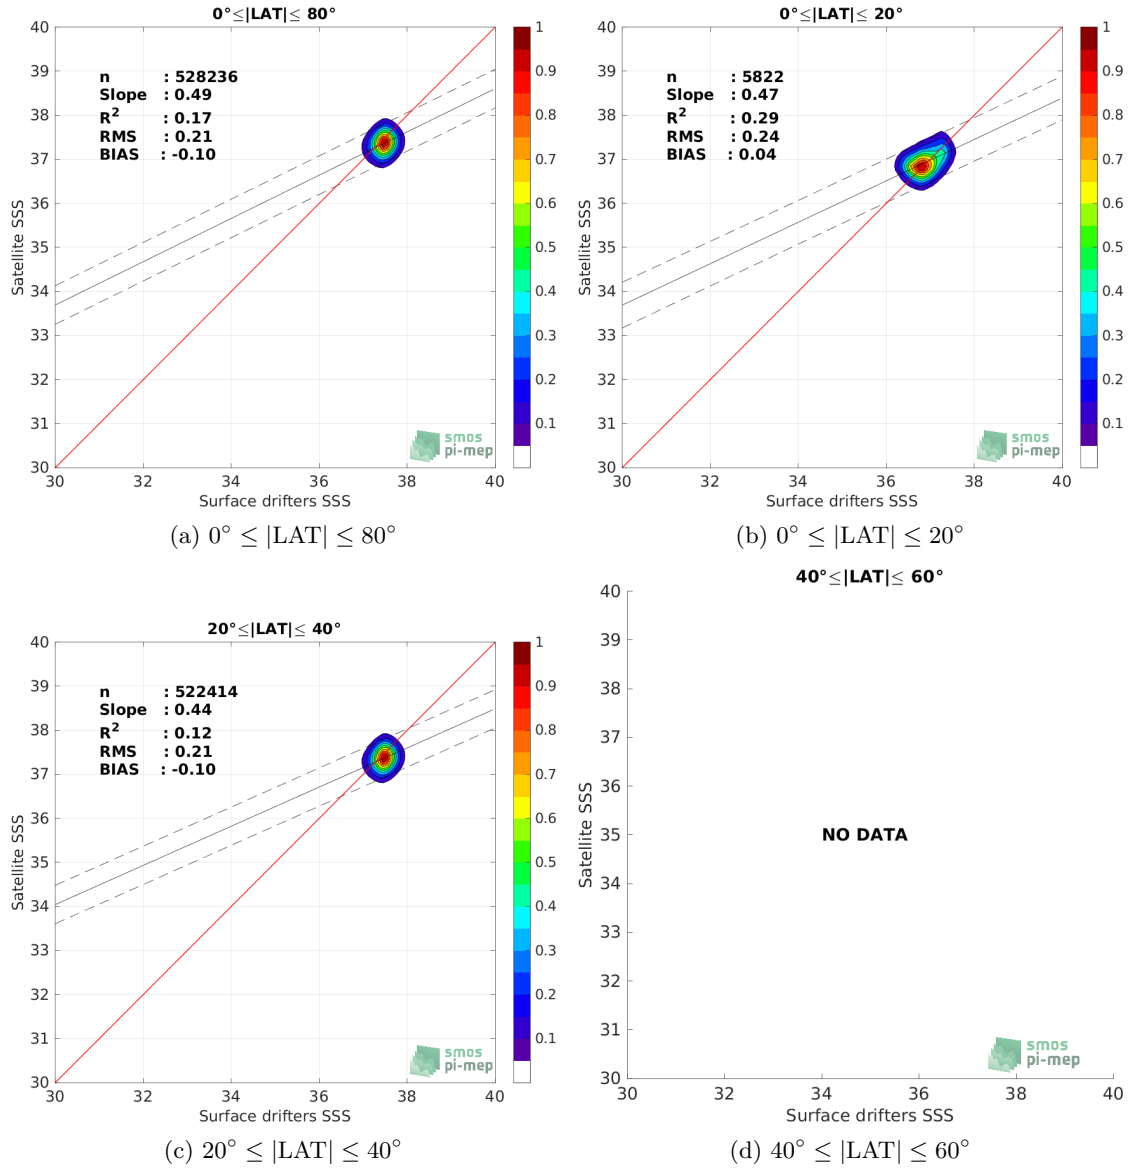 0°≤|LAT|≤ 80°
n : 528236
Slope : 0.49
R² : 0.17
RMS : 0.21
BIAS : -0.10
40
39
38
37
36
35
34
33
32
31
30
Satellite SSS
30 32 34 36 38 40
Surface drifters SSS
1
0.9
0.8
0.7
0.6
0.5
0.4
0.3
0.2
0.1
smos
pi-mep
(a) 0° ≤ |LAT| ≤ 80°
0°≤|LAT|≤ 20°
n : 5822
Slope : 0.47
R² : 0.29
RMS : 0.24
BIAS : 0.04
40
39
38
37
36
35
34
33
32
31
30
Satellite SSS
30 32 34 36 38 40
Surface drifters SSS
1
0.9
0.8
0.7
0.6
0.5
0.4
0.3
0.2
0.1
smos
pi-mep
(b) 0° ≤ |LAT| ≤ 20°
20°≤|LAT|≤ 40°
n : 522414
Slope : 0.44
R² : 0.12
RMS : 0.21
BIAS : -0.10
40
39
38
37
36
35
34
33
32
31
30
Satellite SSS
30 32 34 36 38 40
Surface drifters SSS
1
0.9
0.8
0.7
0.6
0.5
0.4
0.3
0.2
0.1
smos
pi-mep
(c) 20° ≤ |LAT| ≤ 40°
40°≤|LAT|≤ 60°
40
39
38
37
36
35
34
33
32
31
30
Satellite SSS
NO DATA
30 32 34 36 38 40
Surface drifters SSS
smos
pi-mep
(d) 40° ≤ |LAT| ≤ 60°